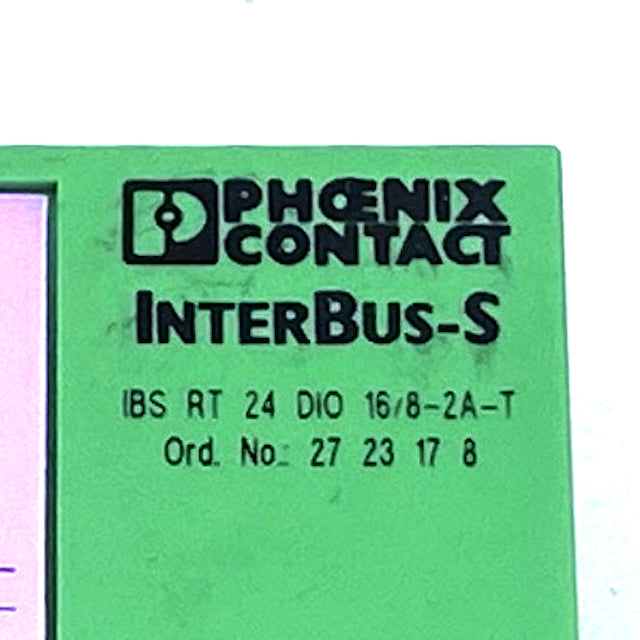 PHŒNIX
CONTACT
INTERBUS-S
IBS RT 24 DIO 16/8-2A-T
Ord. No.: 27 23 17 8